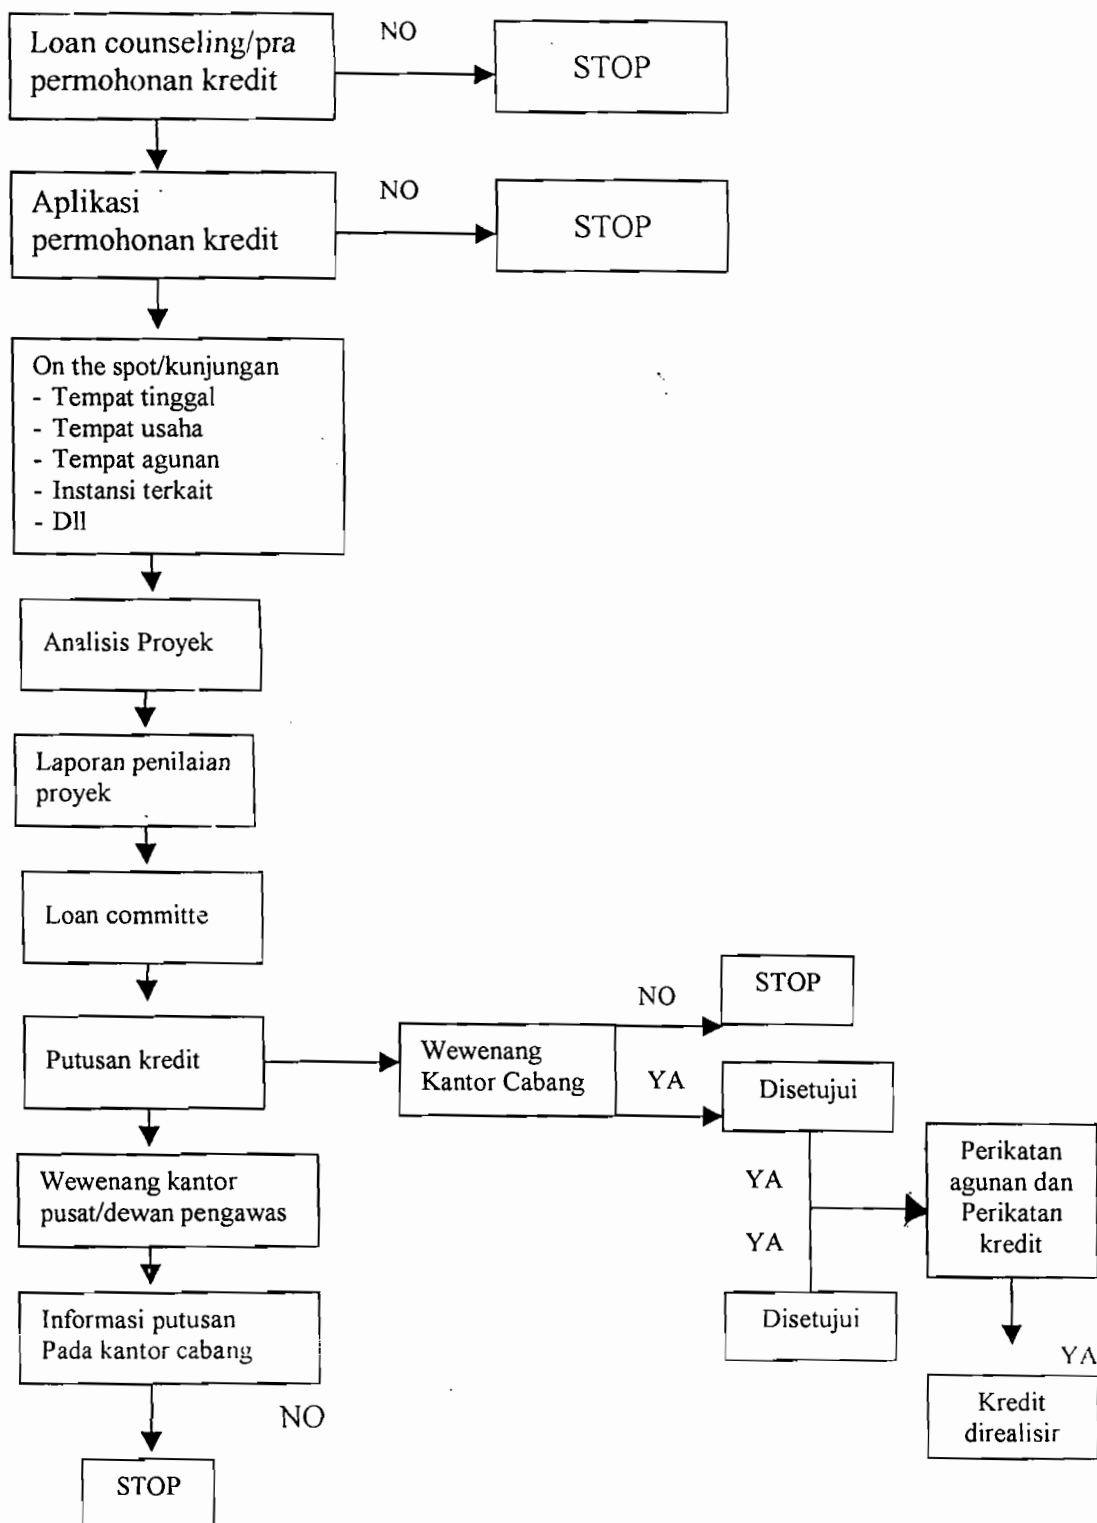 Loan counseling/pra
permohonan kredit
NO
STOP
Aplikasi
permohonan kredit
NO
STOP
On the spot/kunjungan
- Tempat tinggal
- Tempat usaha
- Tempat agunan
- Instansi terkait
- Dll
Analisis Proyek
Laporan penilaian
proyek
Loan committe
Putusan kredit
Wewenang
Kantor Cabang
NO
STOP
YA
Disetujui
Wewenang kantor
pusat/dewan pengawas
YA
YA
Perikatan
agunan dan
Perikatan
kredit
Informasi putusan
Pada kantor cabang
Disetujui
YA
NO
Kredit
direalisir
STOP